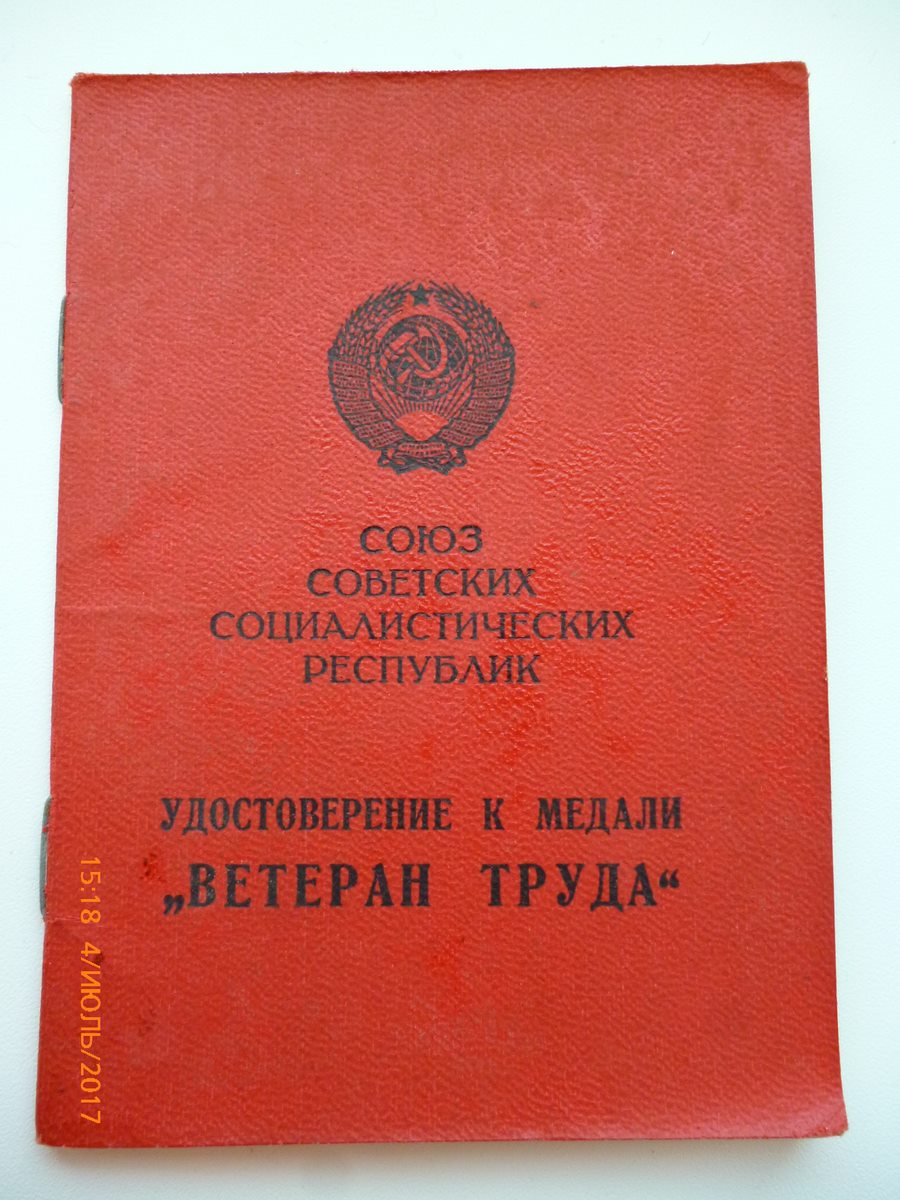 СОЮЗ
СОВЕТСКИХ
СОЦИАЛИСТИЧЕСКИХ
РЕСПУБЛИК
УДОСТОВЕРЕНИЕ К МЕДАЛИ
„ВЕТЕРАН ТРУДА“
15:18 4/ИЮЛЬ/2017